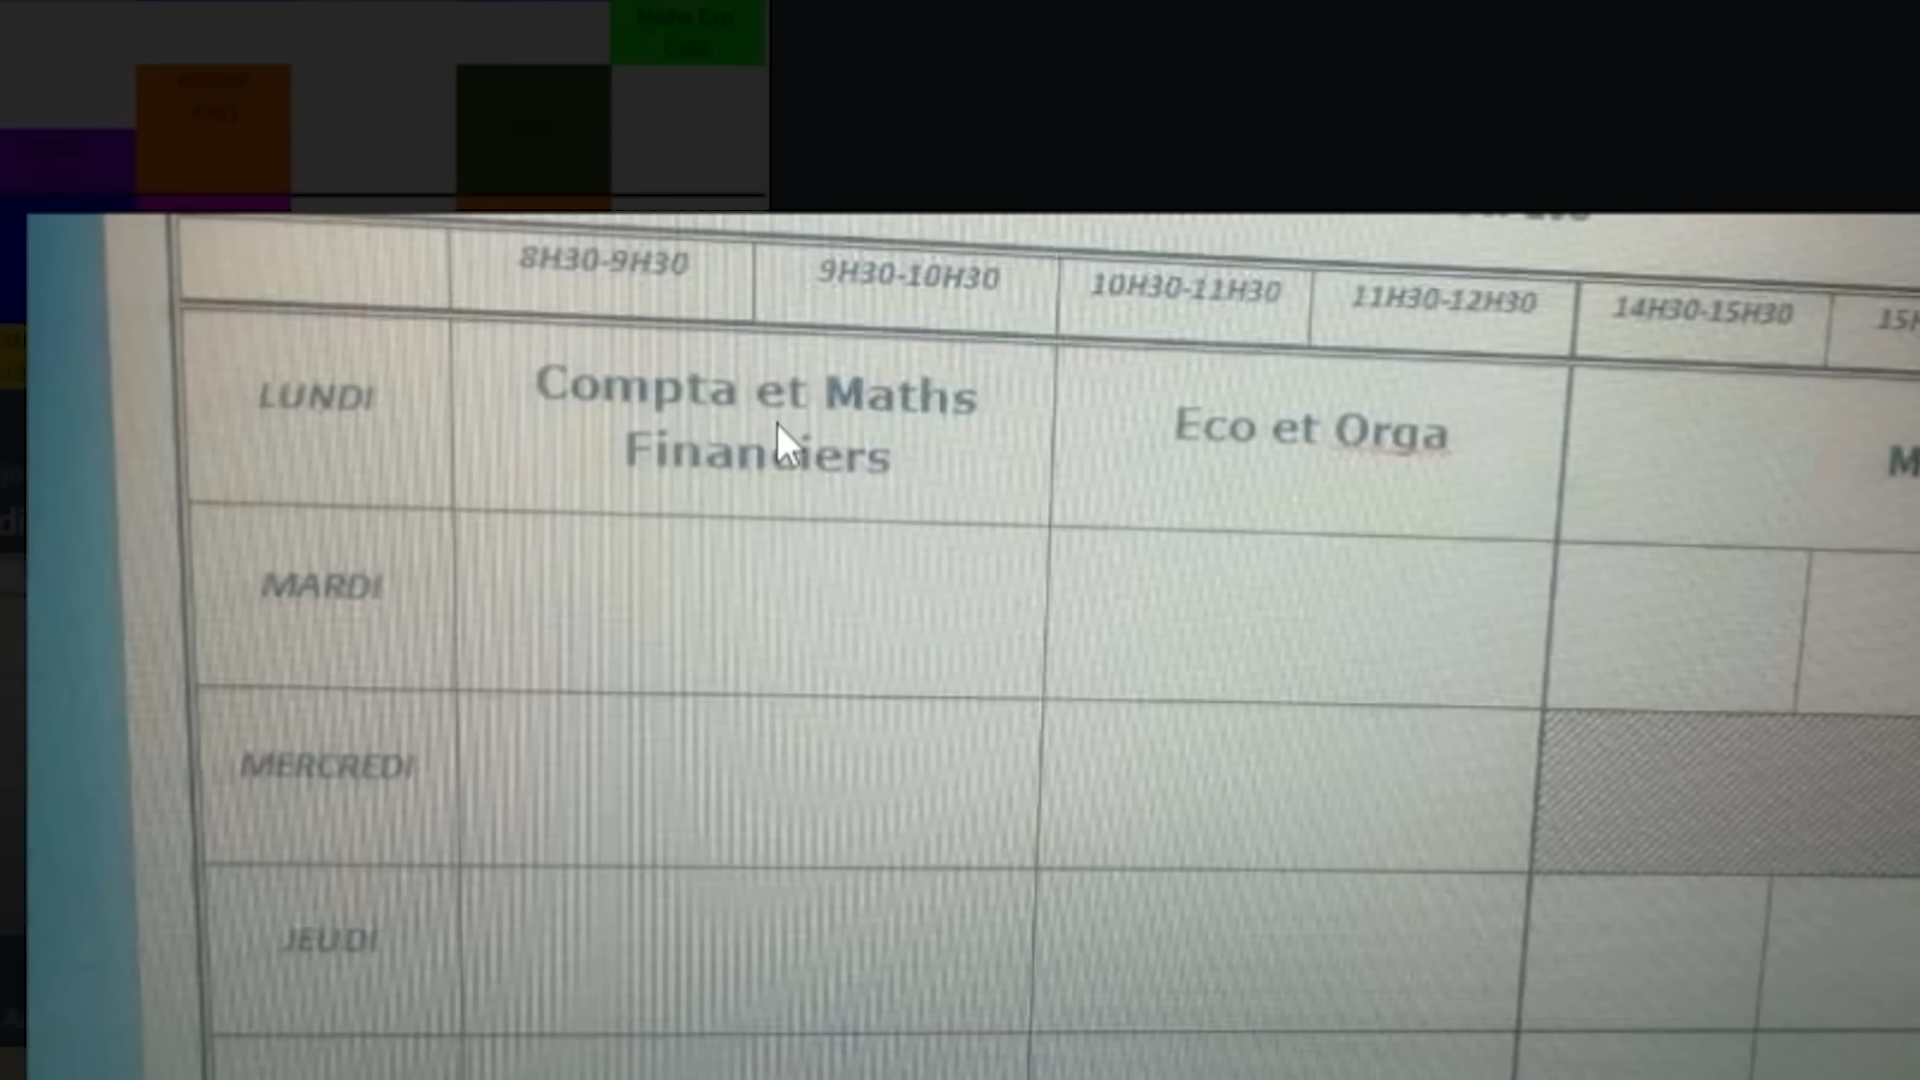 8H30-9H30
9H30-10H30
10H30-11H30
11H30-12H30
14H30-15H30
LUNDI
Compta et Maths
Financiers
Eco et Orga
MARDI
MERCREDI
JEUDI